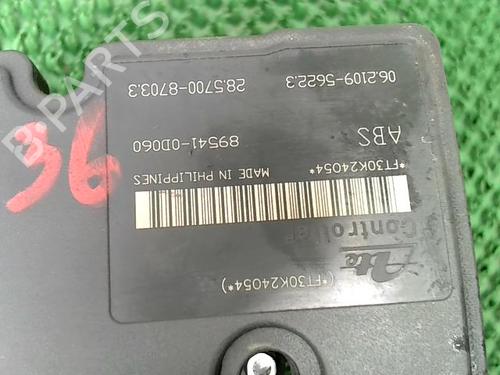 (*FT30K24054*)
Ate
Controller
*FT30K24054* MADE IN PHILIPPINES
ABS 89541-0D060
06.2109-5622.3 28.5700-8703.3
36
B-PARTS